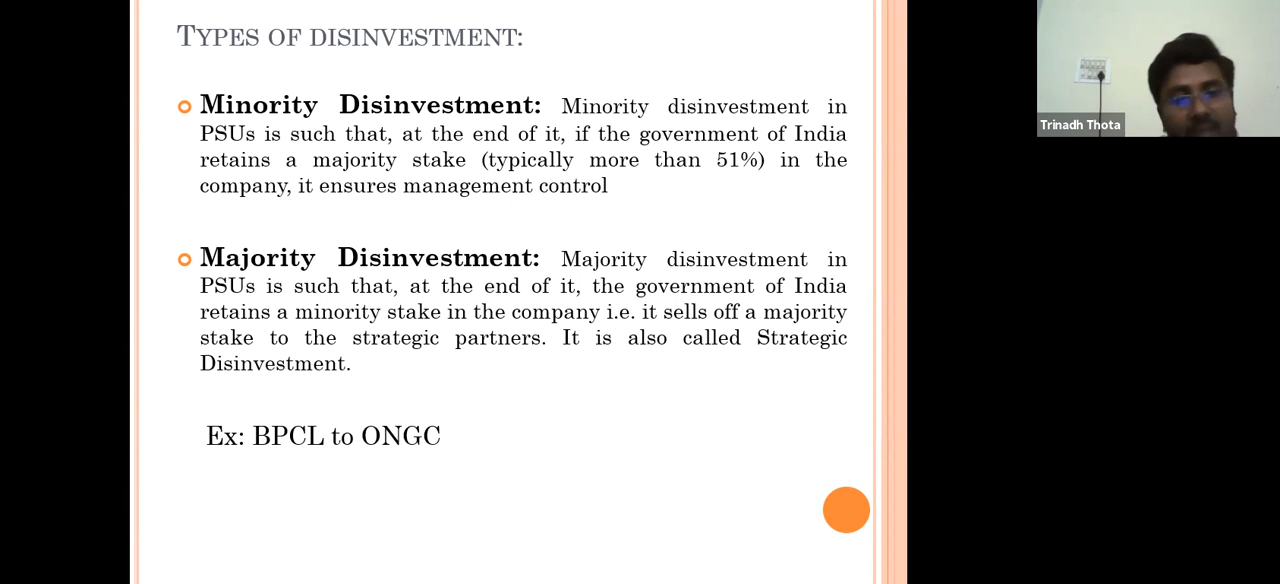 TYPES OF DISINVESTMENT:
Minority Disinvestment: Minority disinvestment in
PSUs is such that, at the end of it, if the government of India
retains a majority stake (typically more than 51%) in the
company, it ensures management control
Majority Disinvestment: Majority disinvestment in
PSUs is such that, at the end of it, the government of India
retains a minority stake in the company i.e. it sells off a majority
stake to the strategic partners. It is also called Strategic
Disinvestment.
Ex: BPCL to ONGC
Trinadh Thota